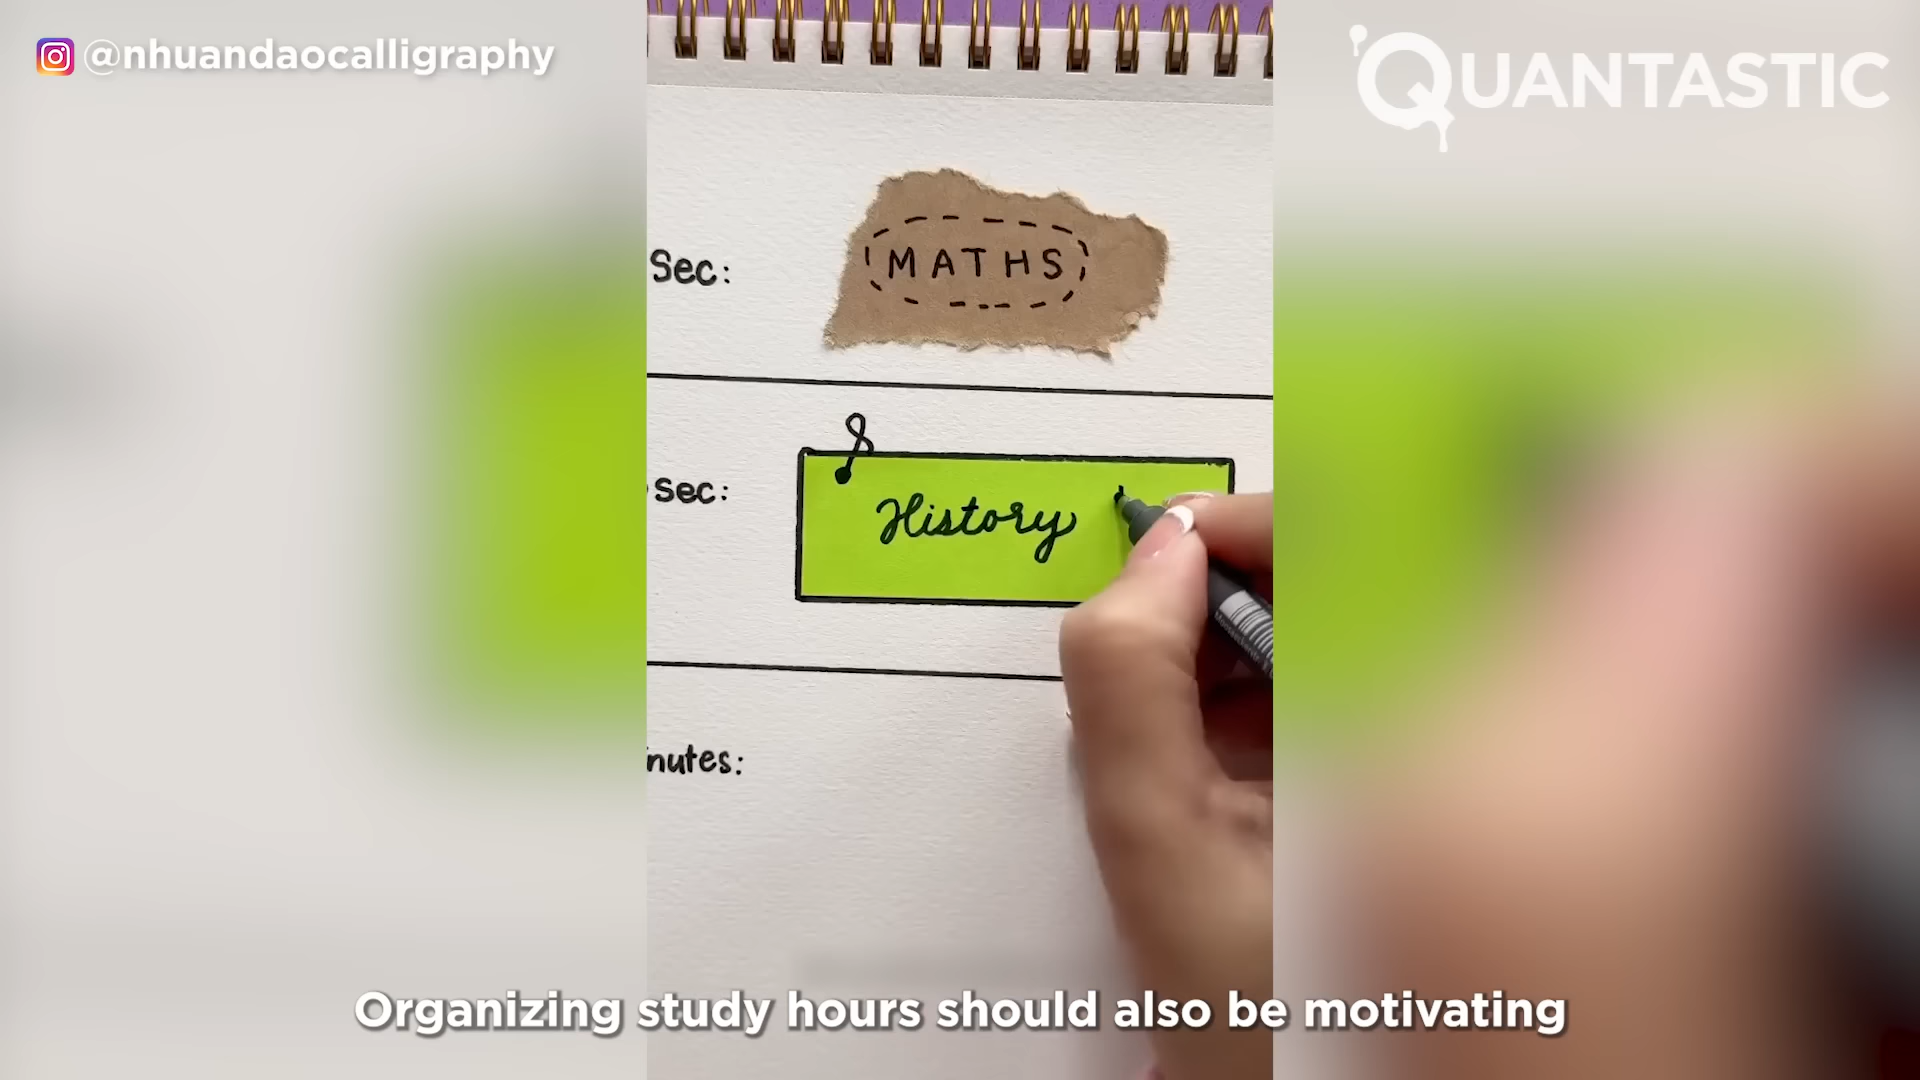 @nhuandaocalligraphy
QUANTASTIC
Sec:
MATHS
Sec:
History
nutes:
Organizing study hours should also be motivating